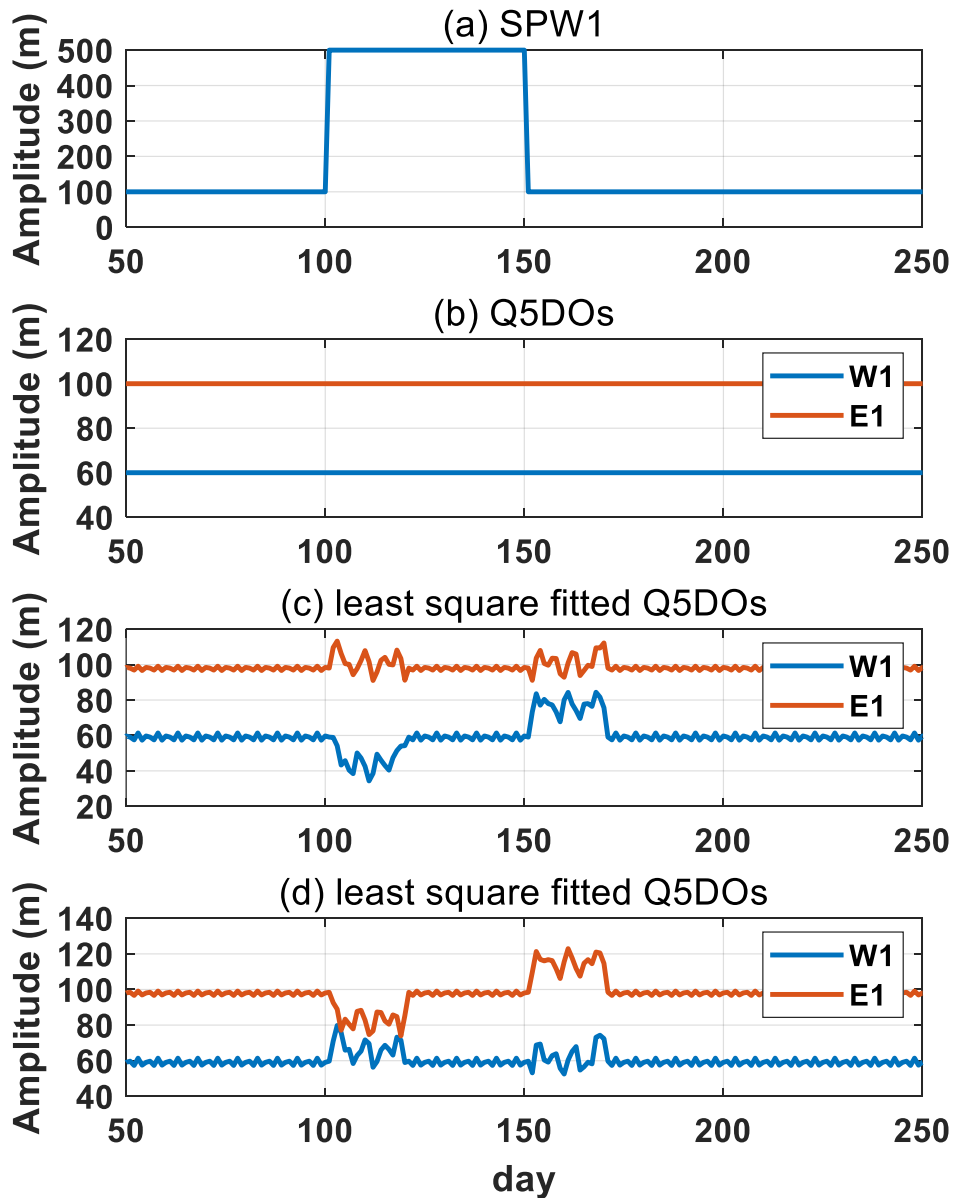 (a) SPW1
Amplitude (m)
500
400
300
200
100
0
50 100 150 200 250
(b) Q5DOs
Amplitude (m)
120
100
80
60
40
W1
E1
50 100 150 200 250
(c) least square fitted Q5DOs
Amplitude (m)
120
100
80
60
40
20
W1
E1
50 100 150 200 250
(d) least square fitted Q5DOs
Amplitude (m)
140
120
100
80
60
40
W1
E1
50 100 150 200 250
day